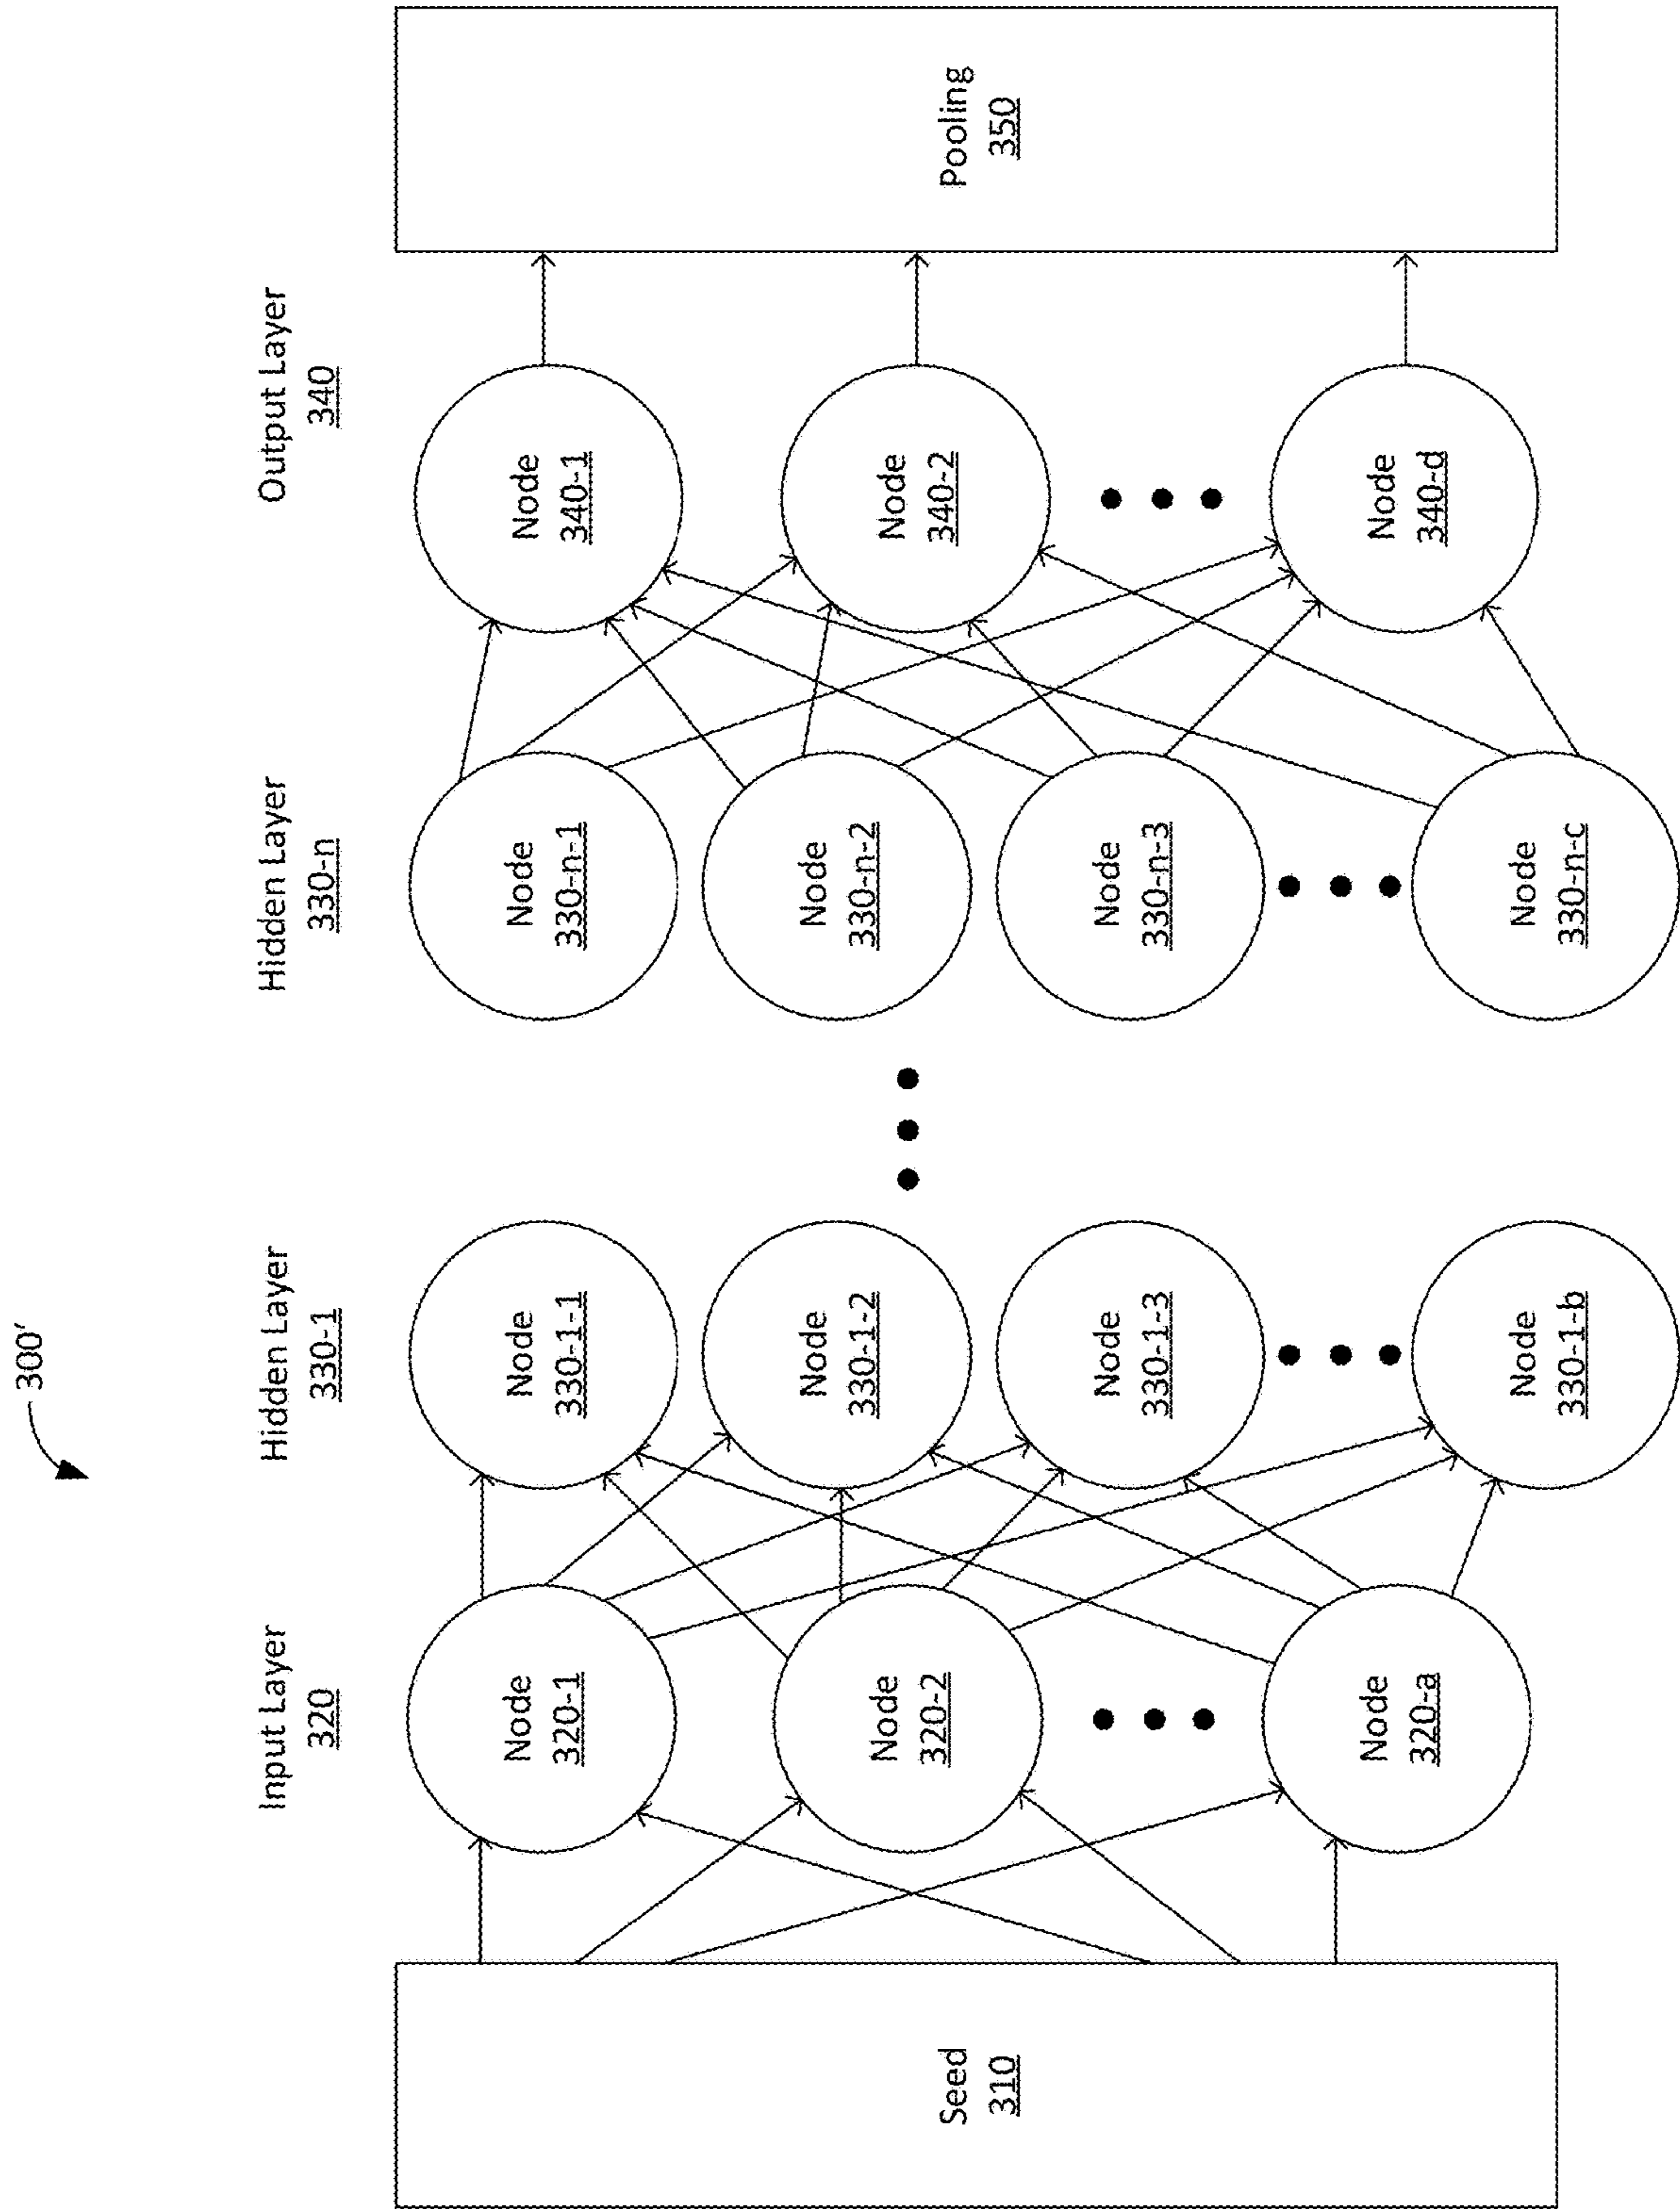 300′
Seed
310
Input Layer
320
Node
320-1
Node
320-2
Node
320-a
Hidden Layer
330-1
Node
330-1-1
Node
330-1-2
Node
330-1-3
Node
330-1-b
Hidden Layer
330-n
Node
330-n-1
Node
330-n-2
Node
330-n-3
Node
330-n-c
Output Layer
340
Node
340-1
Node
340-2
Node
340-d
Pooling
350